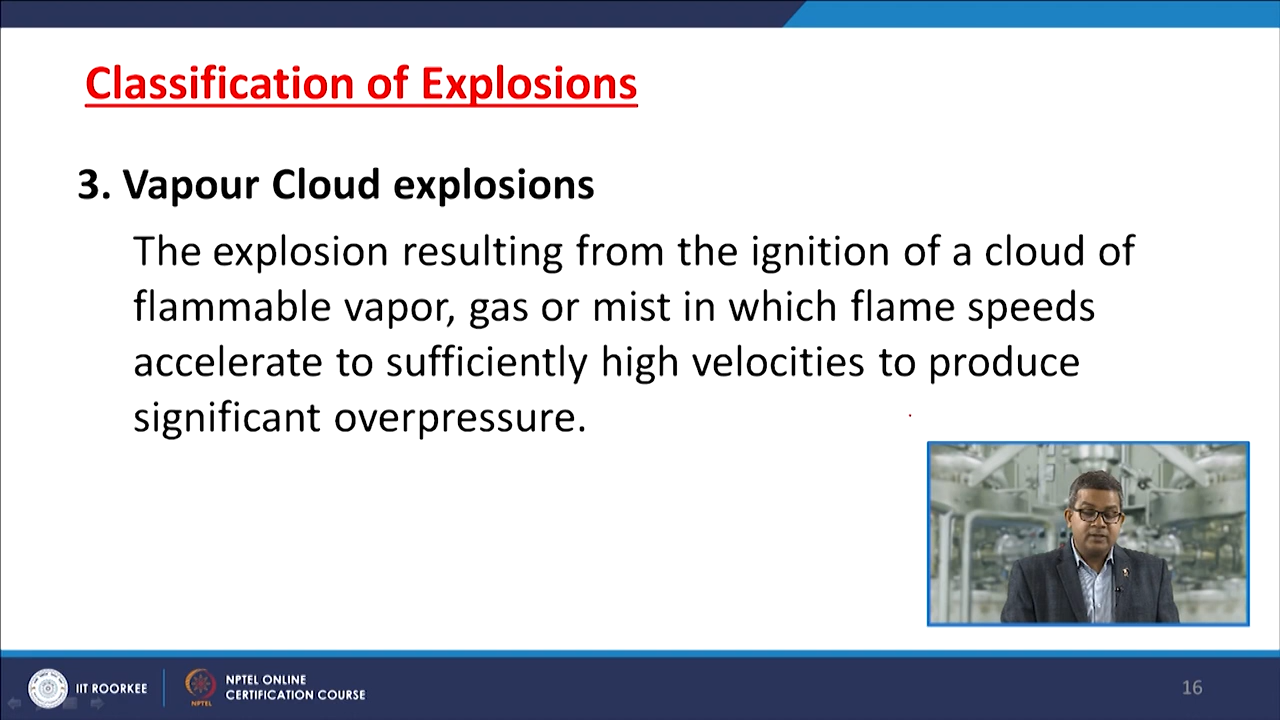 Classification of Explosions
3. Vapour Cloud explosions
The explosion resulting from the ignition of a cloud of
flammable vapor, gas or mist in which flame speeds
accelerate to sufficiently high velocities to produce
significant overpressure.
IIT ROORKEE
NPTEL
NPTEL ONLINE
CERTIFICATION COURSE
16